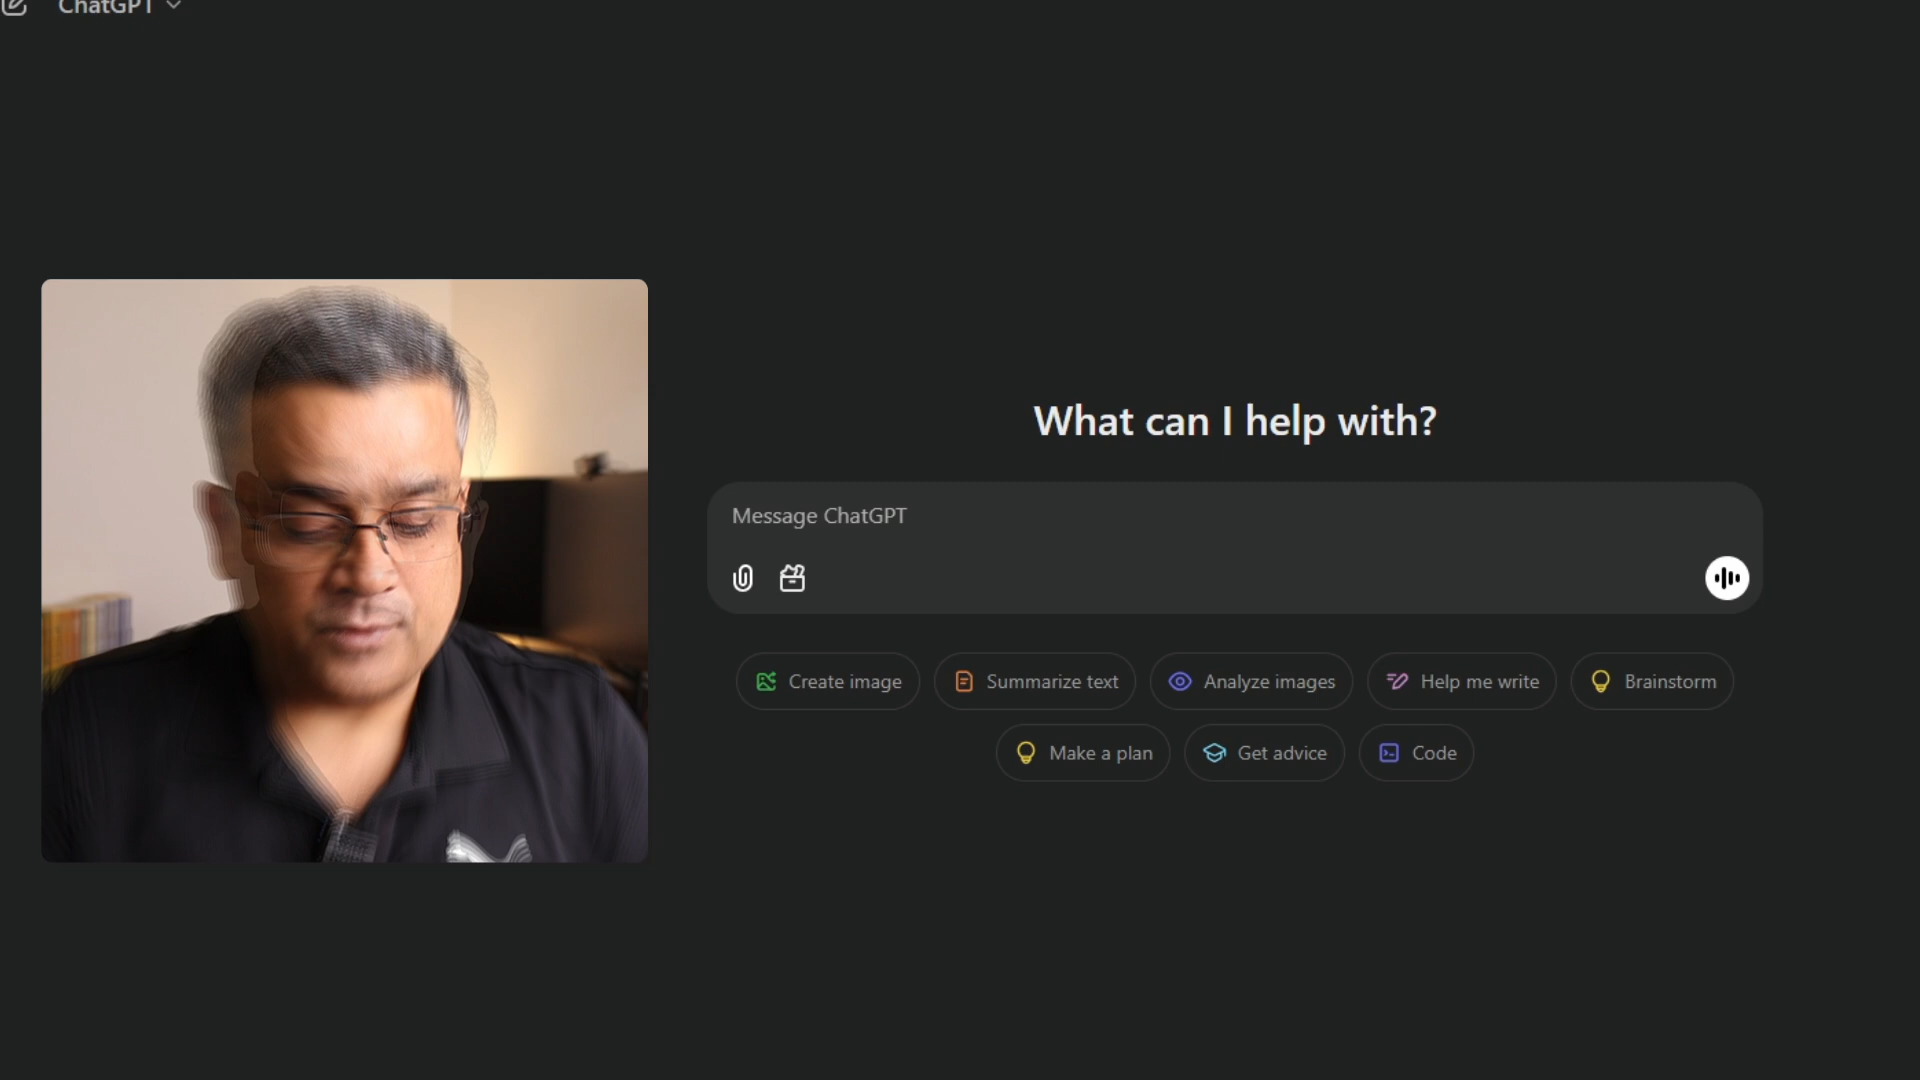 ChatGPT
What can I help with?
Message ChatGPT
Create image
Summarize text
Analyze images
Help me write
Brainstorm
Make a plan
Get advice
Code